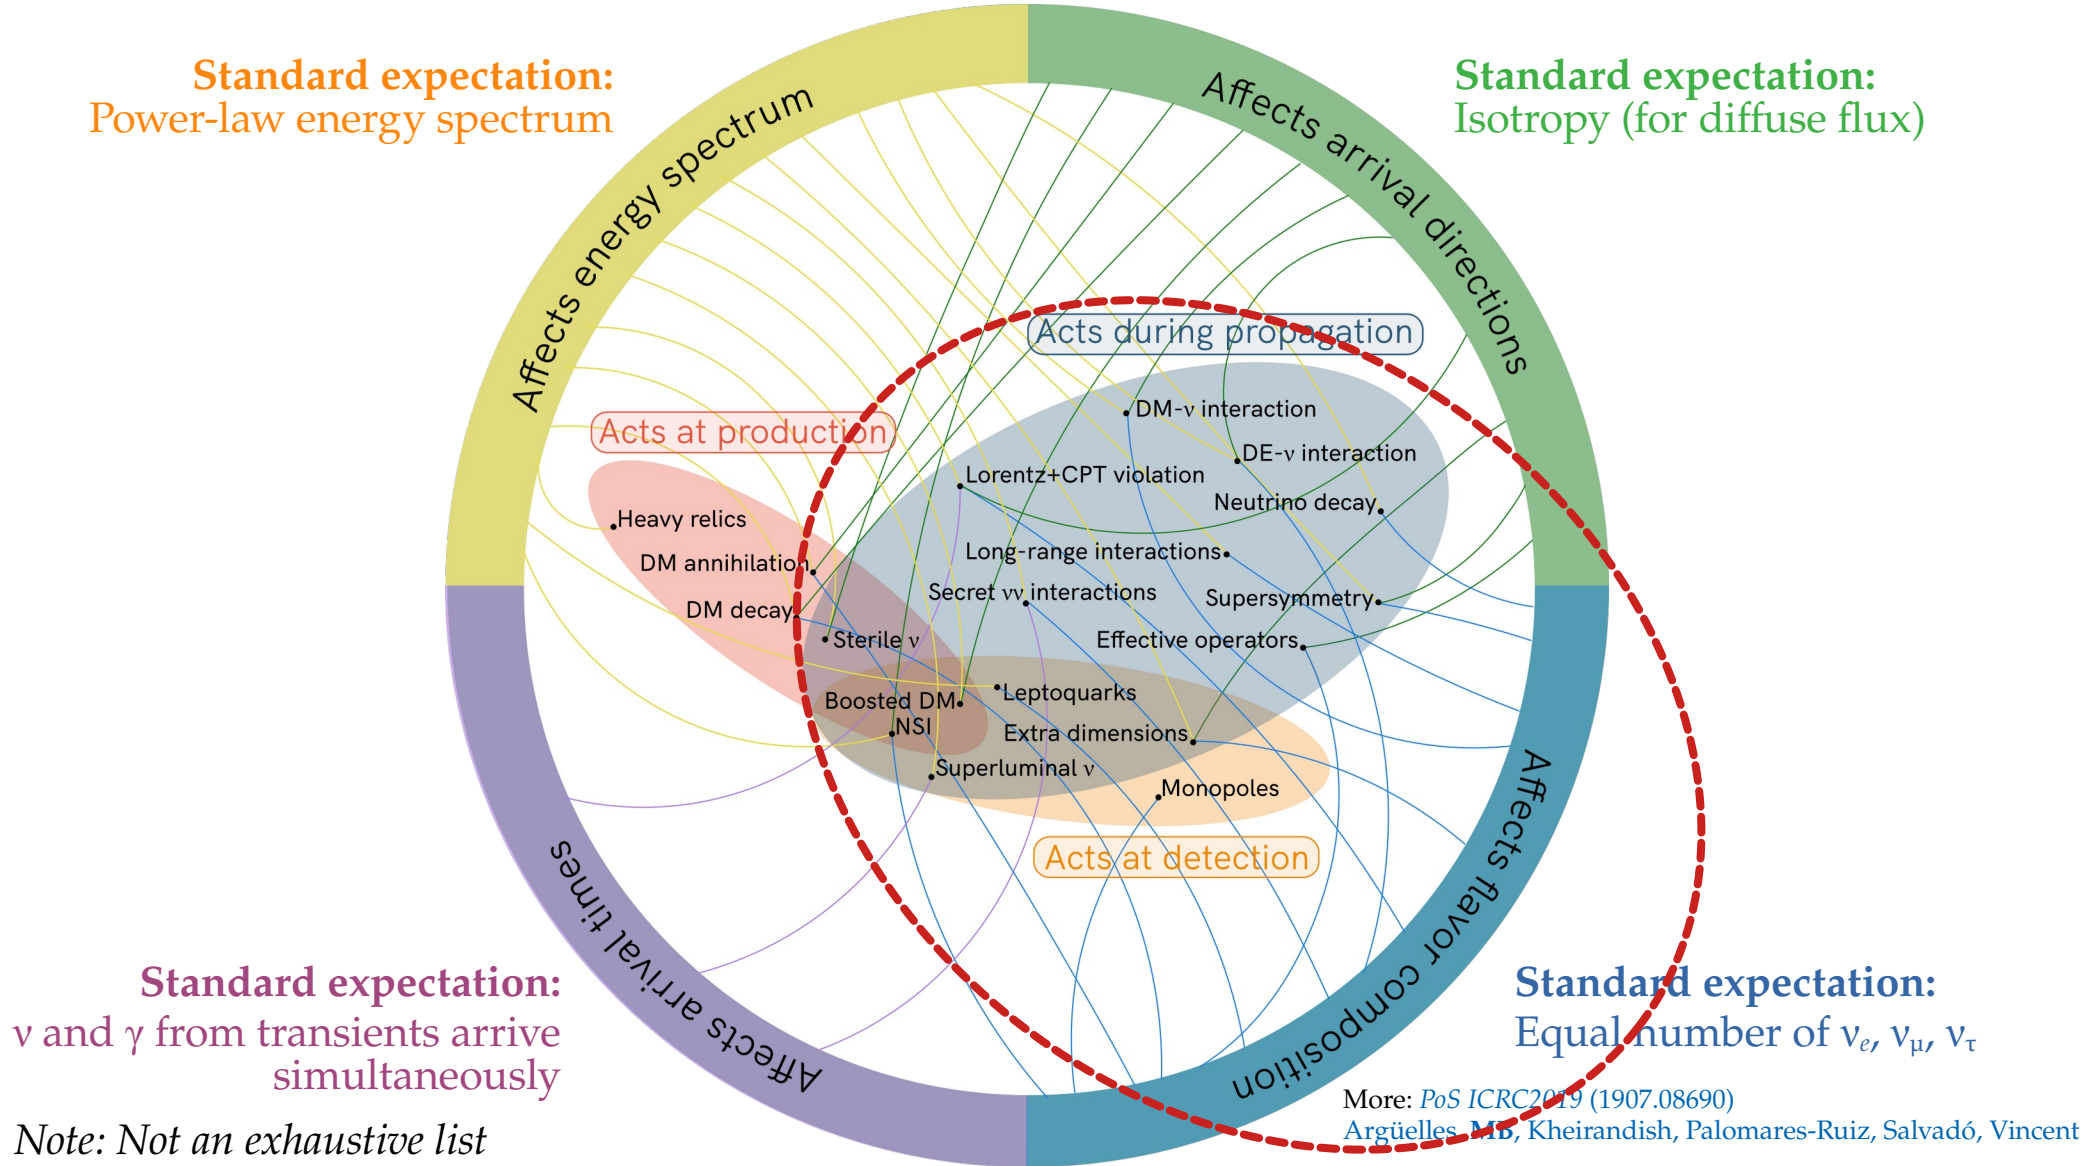 Standard expectation:
Power-law energy spectrum
Standard expectation:
Isotropy (for diffuse flux)
Affects energy spectrum
Affects arrival directions
Acts during propagation
Acts at production
DM-ν interaction
DE-ν interaction
Lorentz+CPT violation
Neutrino decay
Heavy relics
Long-range interactions
DM annihilation
Secret νν interactions
Supersymmetry
DM decay
Sterile ν
Effective operators
Leptoquarks
Boosted DM
NSI
Extra dimensions
Superluminal ν
Monopoles
Acts at detection
Affects arrival times
Affects flavor composition
Standard expectation:
ν and γ from transients arrive
simultaneously
Standard expectation:
Equal number of νe, νμ, ντ
Note: Not an exhaustive list
More: PoS ICRC2019 (1907.08690)
Argüelles, MB, Kheirandish, Palomares-Ruiz, Salvadó, Vincent